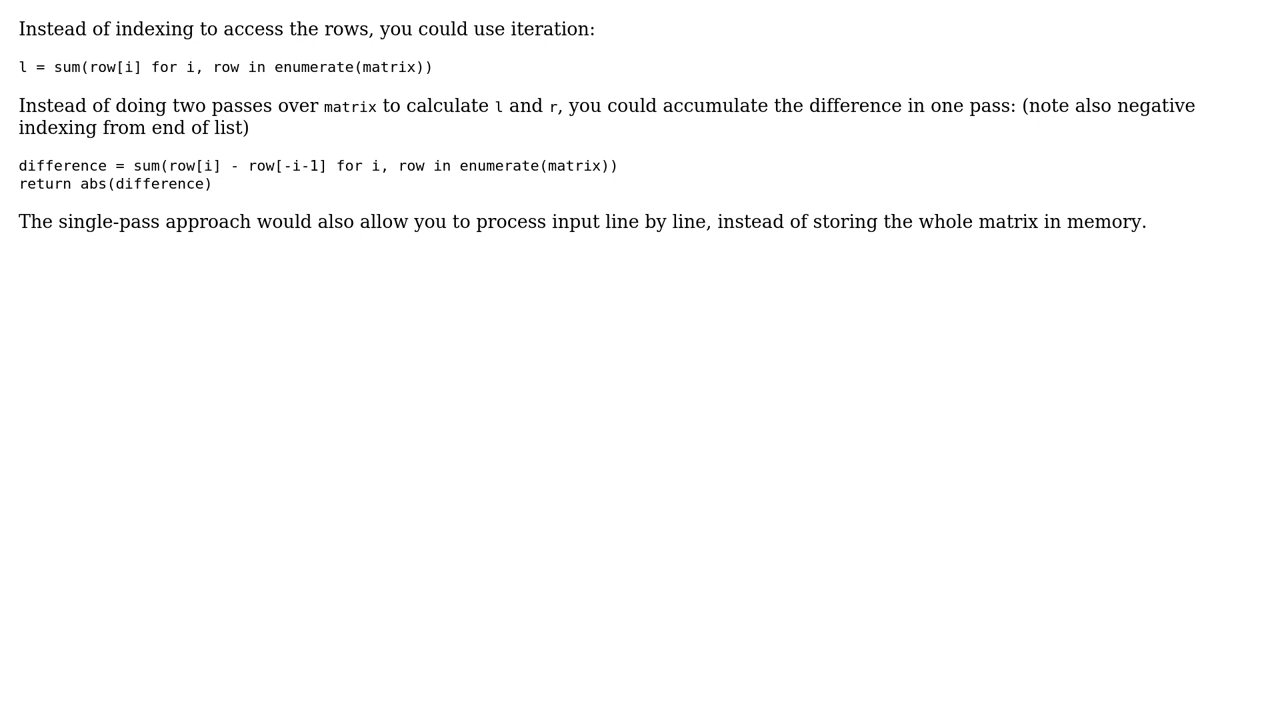 Instead of indexing to access the rows, you could use iteration:
l = sum(row[i] for i, row in enumerate(matrix))
Instead of doing two passes over matrix to calculate l and r, you could accumulate the difference in one pass: (note also negative
indexing from end of list)
difference = sum(row[i] - row[-i-1] for i, row in enumerate(matrix))
return abs(difference)
The single-pass approach would also allow you to process input line by line, instead of storing the whole matrix in memory.